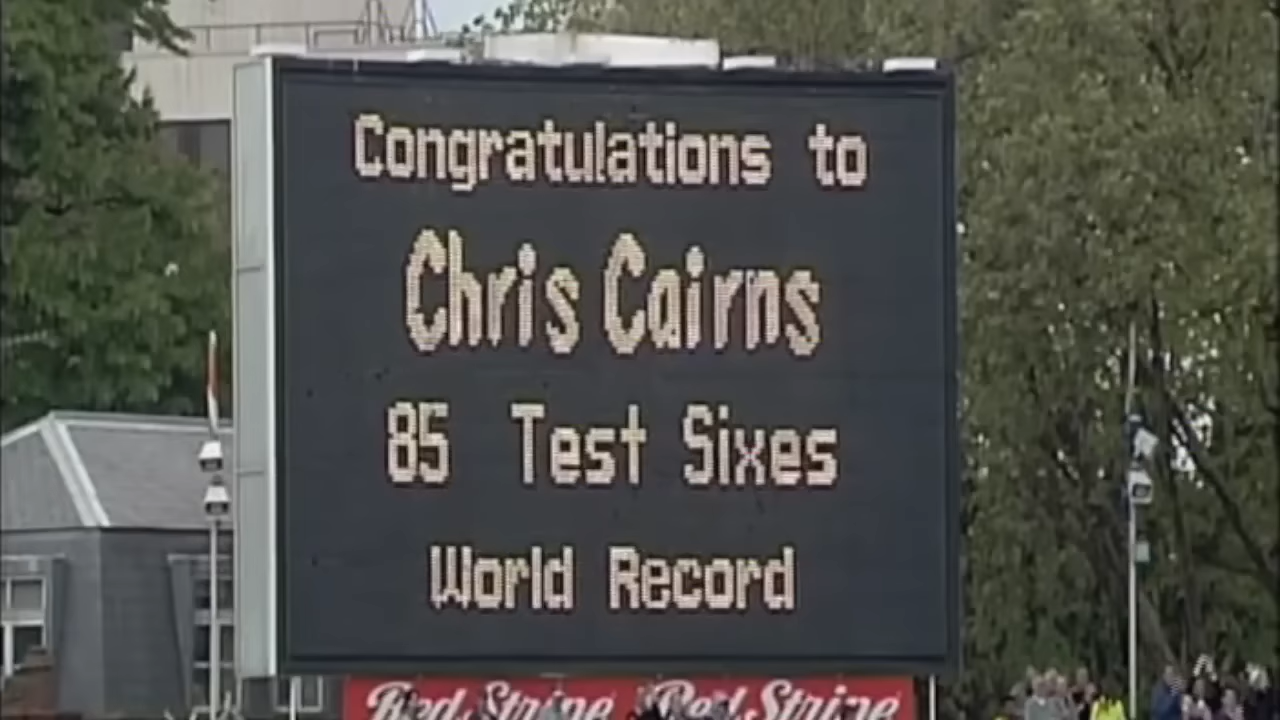 Congratulations to
Chris Cairns
85 Test Sixes
World Record
Red Stripe Red Stripe